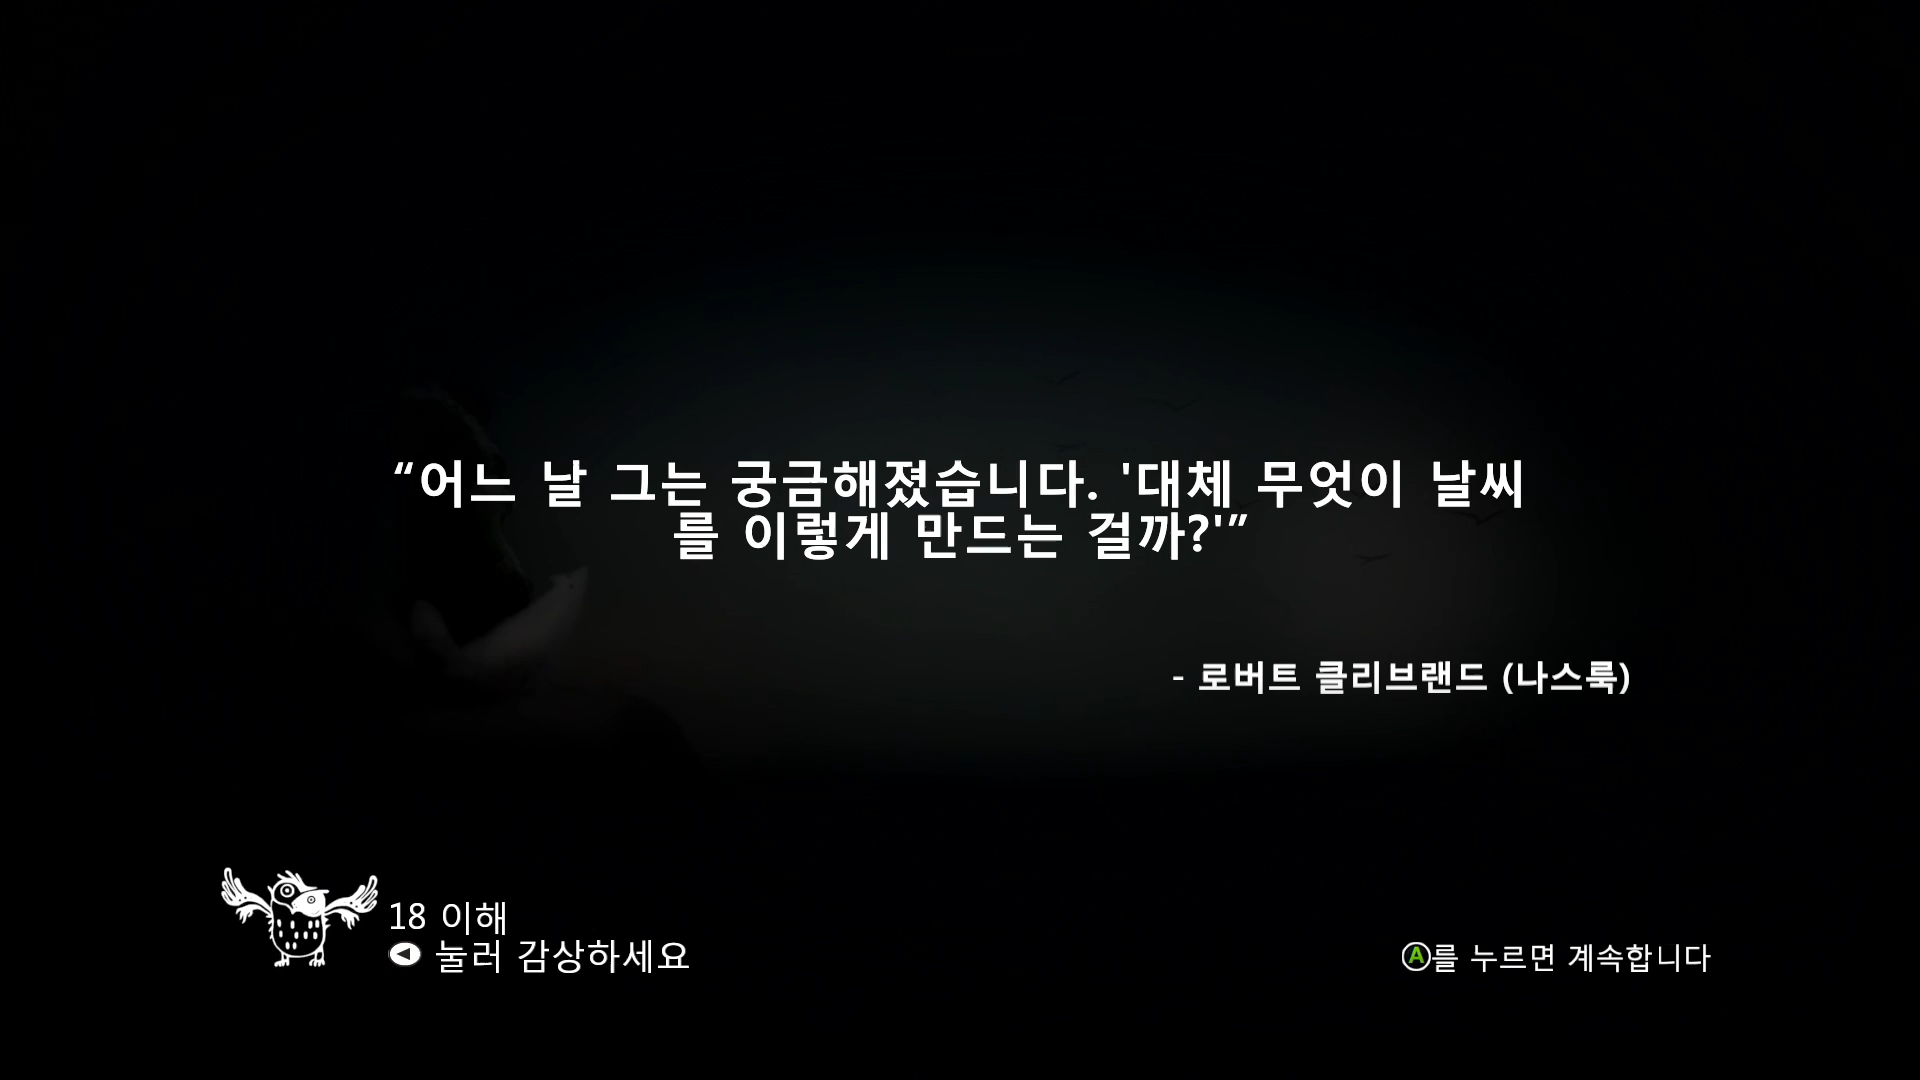 “어느 날 그는 궁금해졌습니다. '대체 무엇이 날씨
를 이렇게 만드는 걸까?'”
- 로버트 클리브랜드 (나스룩)
18 이해
눌러 감상하세요
A를 누르면 계속합니다